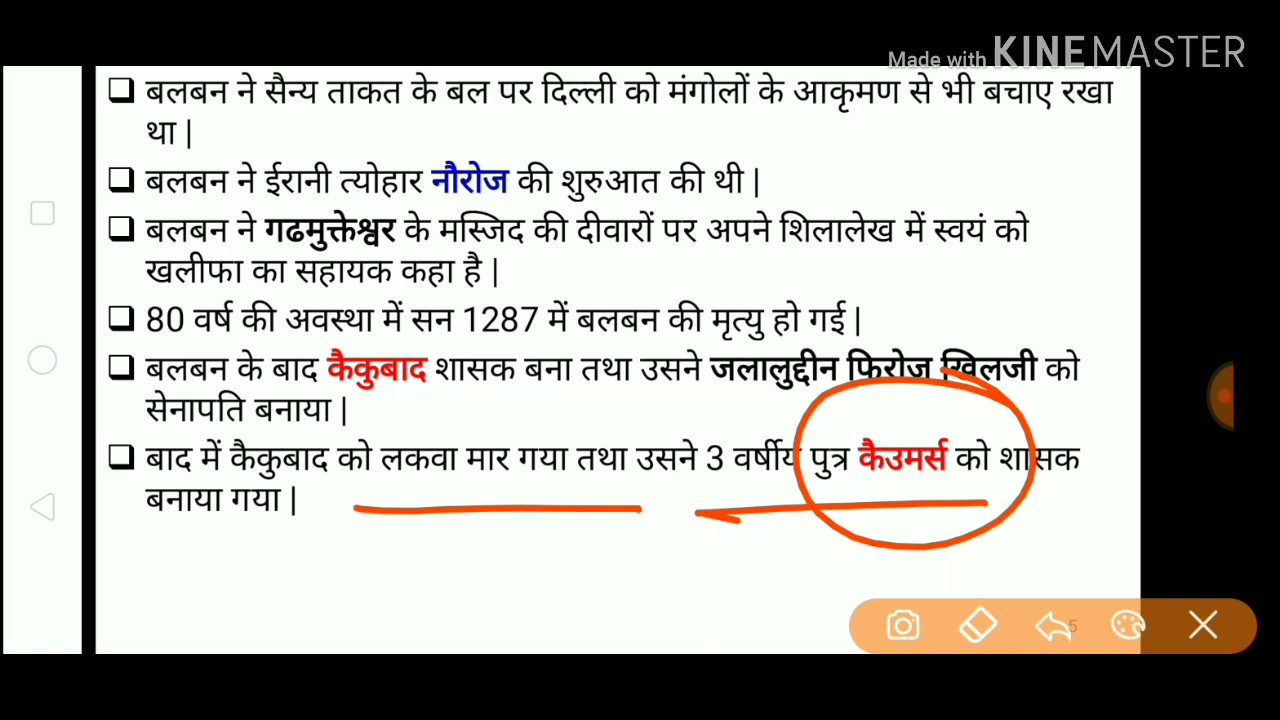 Made with KINEMASTER
बलबन ने सैन्य ताकत के बल पर दिल्ली को मंगोलों के आकृमण से भी बचाए रखा
था |
बलबन ने ईरानी त्योहार नौरोज की शुरुआत की थी |
बलबन ने गढमुक्तेश्वर के मस्जिद की दीवारों पर अपने शिलालेख में स्वयं को
खलीफा का सहायक कहा है |
80 वर्ष की अवस्था में सन 1287 में बलबन की मृत्यु हो गई |
बलबन के बाद कैकुबाद शासक बना तथा उसने जलालुद्दीन फिरोज खिलजी को
सेनापति बनाया |
बाद में कैकुबाद को लकवा मार गया तथा उसने 3 वर्षीय पुत्र कैउमर्स को शासक
बनाया गया |
5